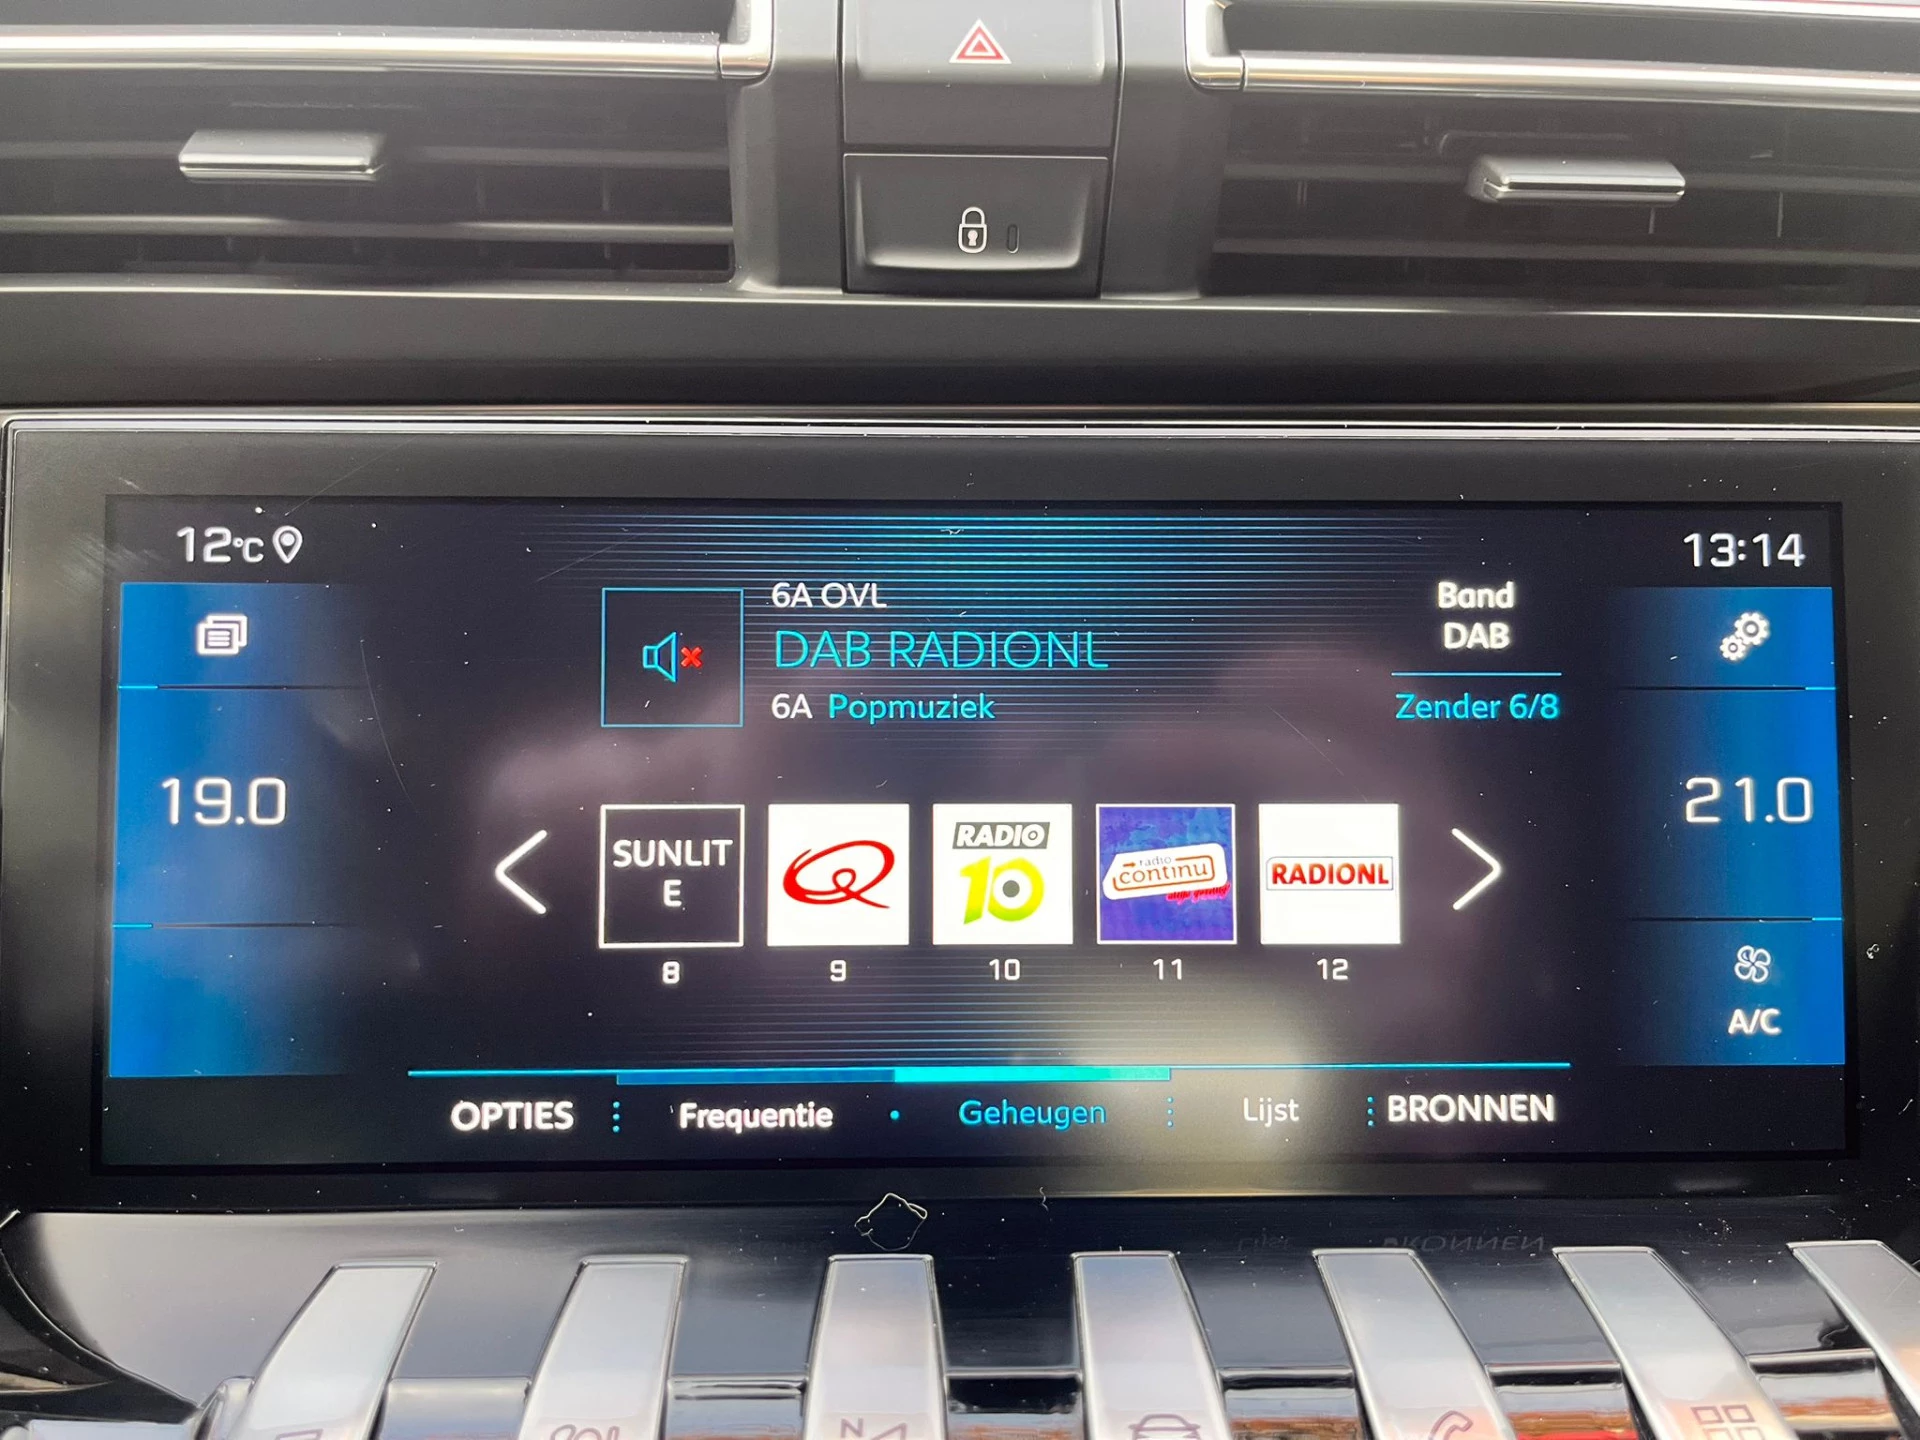 12°C
13:14
6A OVL
DAB RADIONL
6A Popmuziek
Band
DAB
Zender 6/8
19.0
21.0
SUNLIT
E
Q
RADIO
10
radio
continu
RADIONL
8
9
10
11
12
A/C
OPTIES
Frequentie
Geheugen
Lijst
BRONNEN
N